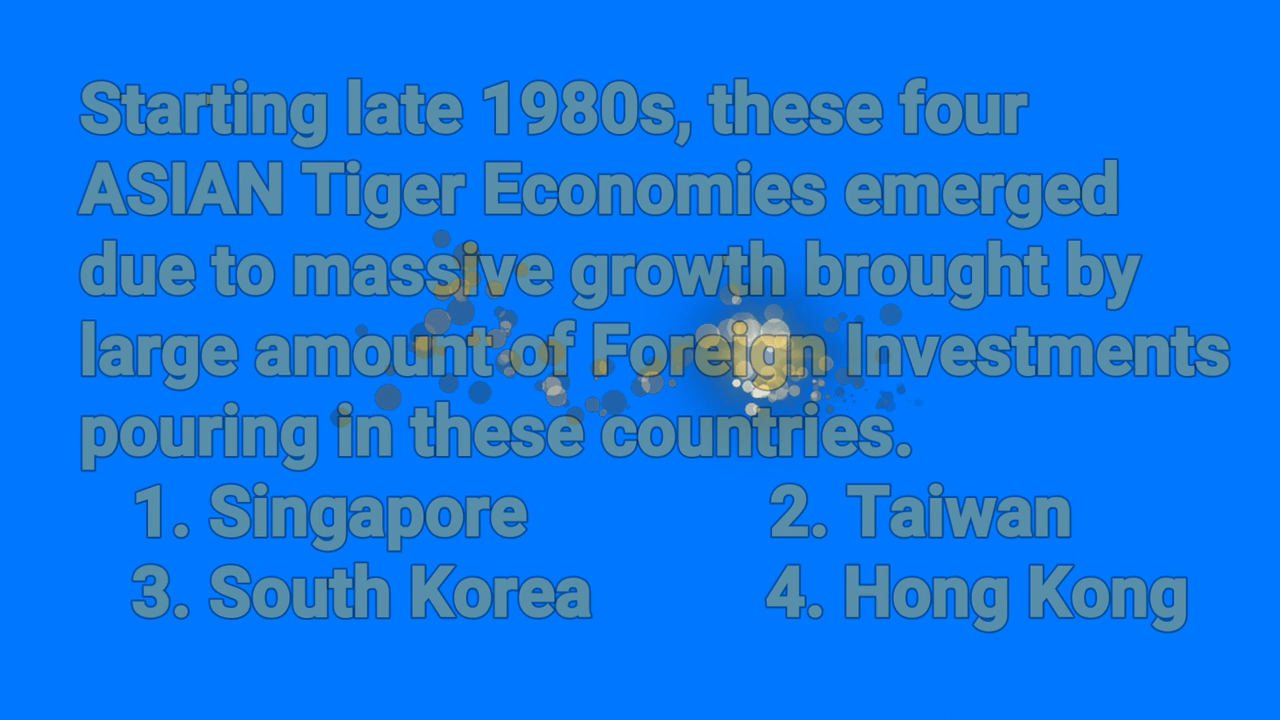 Starting late 1980s, these four
ASIAN Tiger Economies emerged
due to massive growth brought by
large amount of Foreign Investments
pouring in these countries.
1. Singapore 2. Taiwan
3. South Korea 4. Hong Kong